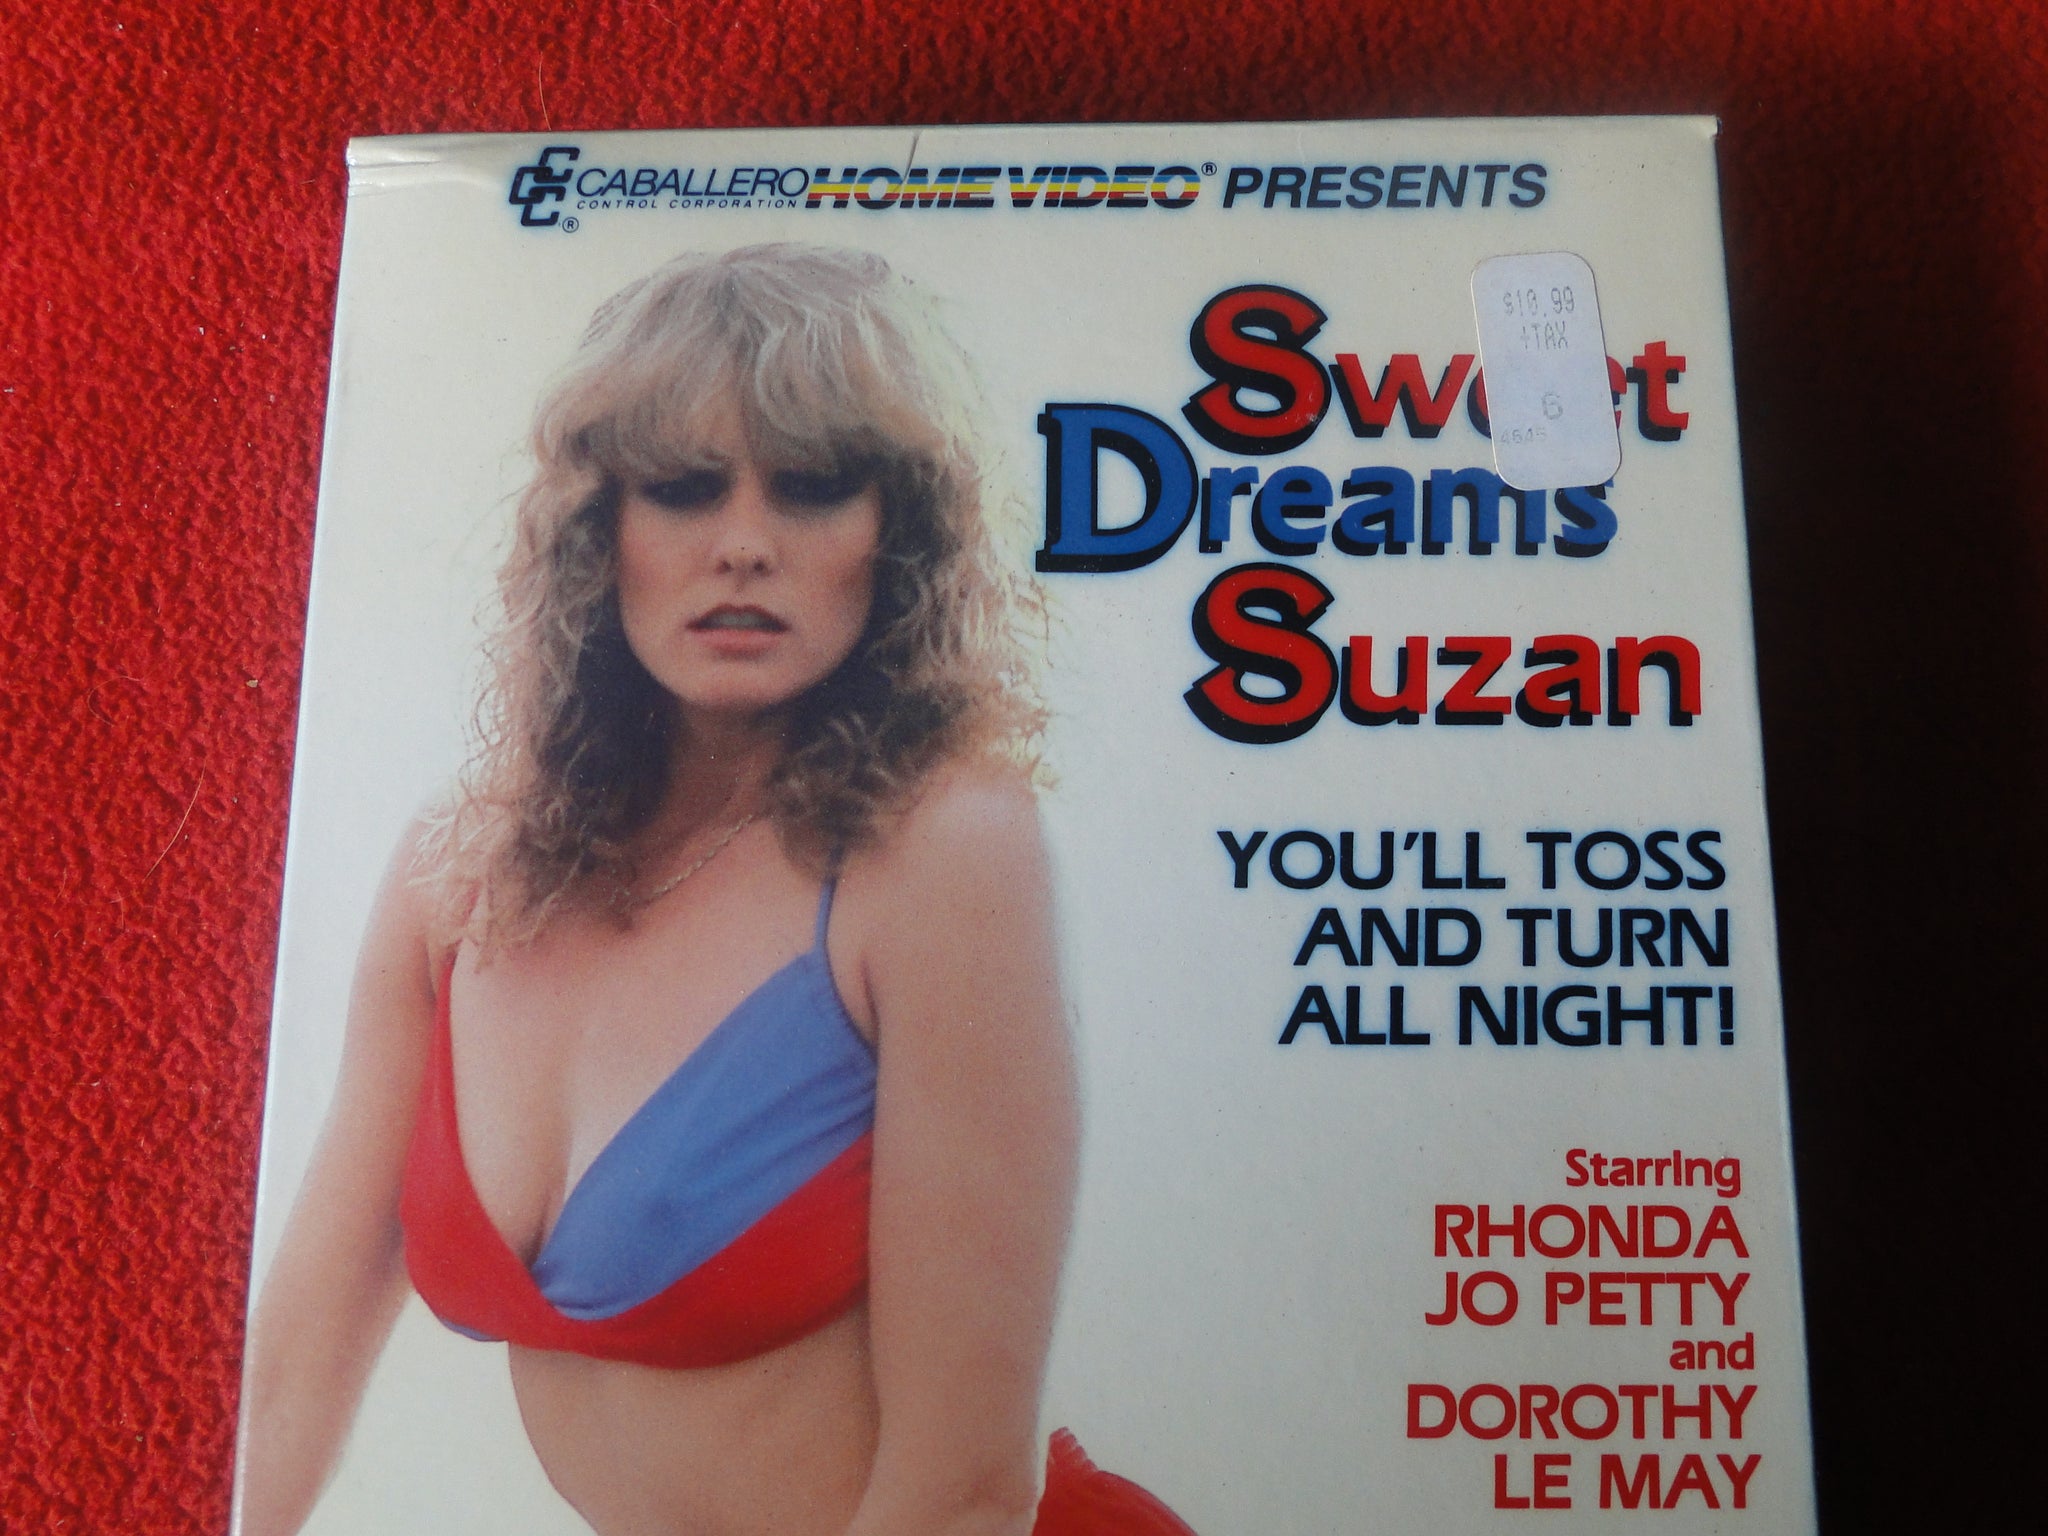 CABALLERO HOME VIDEO® PRESENTS
CONTROL CORPORATION
®
$10.99
+TAX
6
4645
Sweet
Dreams
Suzan
YOU'LL TOSS
AND TURN
ALL NIGHT!
Starring
RHONDA
JO PETTY
and
DOROTHY
LE MAY